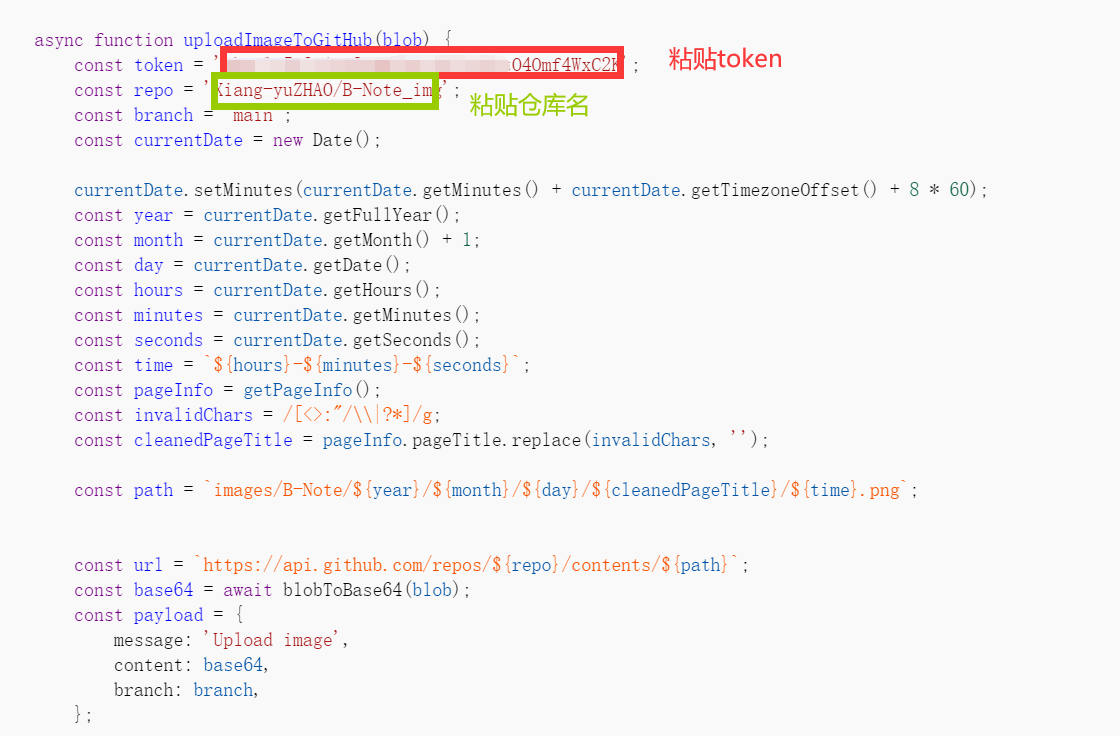 async function uploadImageToGitHub(blob) {
const token = 'O4Omf4WxC2K'; 粘贴token
const repo = 'Xiang-yuZHAO/B-Note_img'; 粘贴仓库名
const branch = 'main';
const currentDate = new Date();
currentDate.setMinutes(currentDate.getMinutes() + currentDate.getTimezoneOffset() + 8 * 60);
const year = currentDate.getFullYear();
const month = currentDate.getMonth() + 1;
const day = currentDate.getDate();
const hours = currentDate.getHours();
const minutes = currentDate.getMinutes();
const seconds = currentDate.getSeconds();
const time = `${hours}-${minutes}-${seconds}`;
const pageInfo = getPageInfo();
const invalidChars = /[<>:"/\\|?*]/g;
const cleanedPageTitle = pageInfo.pageTitle.replace(invalidChars, '');
const path = `images/B-Note/${year}/${month}/${day}/${cleanedPageTitle}/${time}.png`;
const url = `https://api.github.com/repos/${repo}/contents/${path}`;
const base64 = await blobToBase64(blob);
const payload = {
message: 'Upload image',
content: base64,
branch: branch,
};